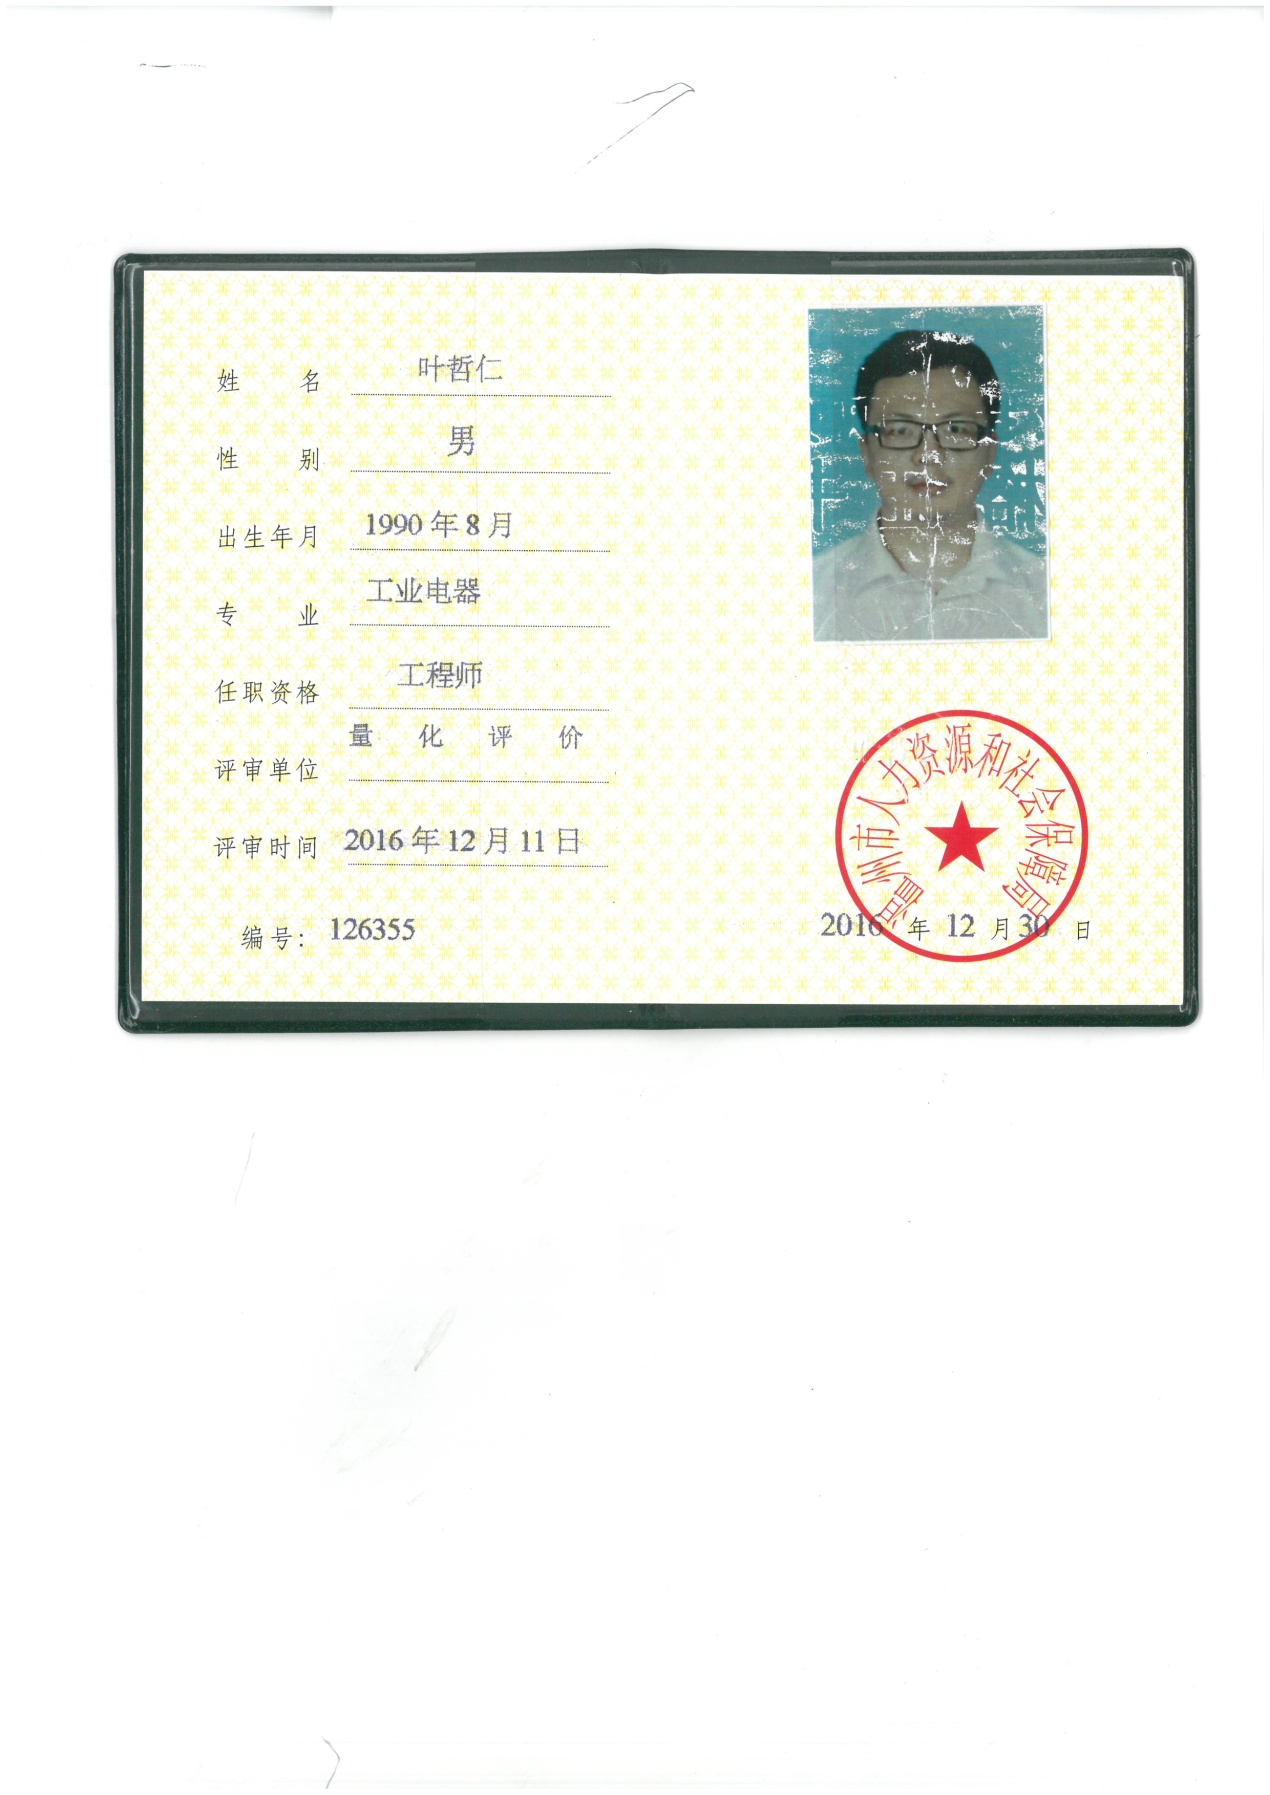 姓名 叶哲仁
性别 男
出生年月 1990年8月
专业 工业电器
任职资格 工程师
评审单位 量化评价
评审时间 2016年12月11日
编号：126355
温州市人力资源和社会保障局
2016年12月30日